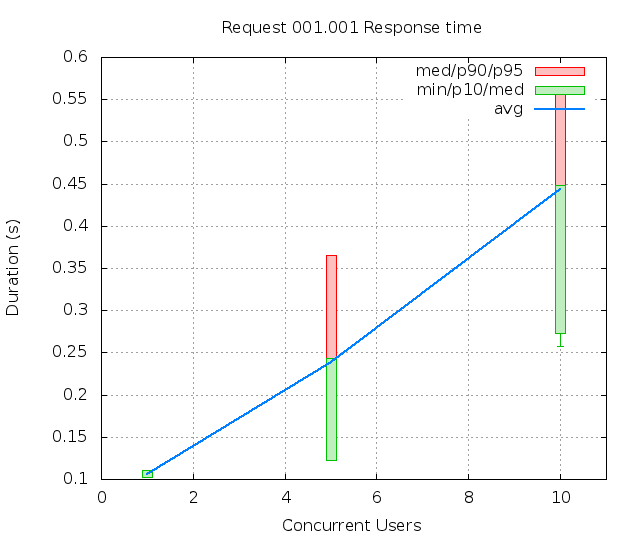 Request 001.001 Response time
0.6
med/p90/p95
min/p10/med
avg
0.55
0.5
0.45
0.4
0.35
0.3
0.25
0.2
0.15
0.1
Duration (s)
0 2 4 6 8 10
Concurrent Users